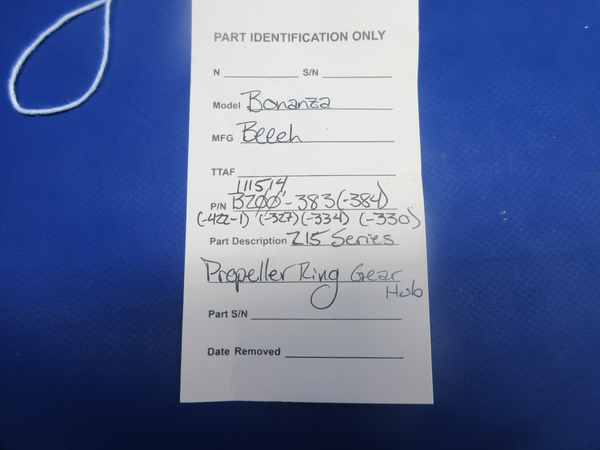 PART IDENTIFICATION ONLY
N S/N
Model Bonanza
MFG Beech
TTAF
111514
P/N B200-383(-384)
(-422-1) (-327)(-334) (-330)
Part Description 215 Series
Propeller Ring Gear
Hub
Part S/N
Date Removed